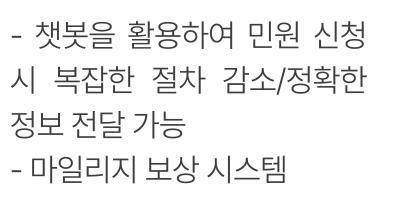 - 챗봇을 활용하여 민원 신청
시 복잡한 절차 감소/정확한
정보 전달 가능
- 마일리지 보상 시스템